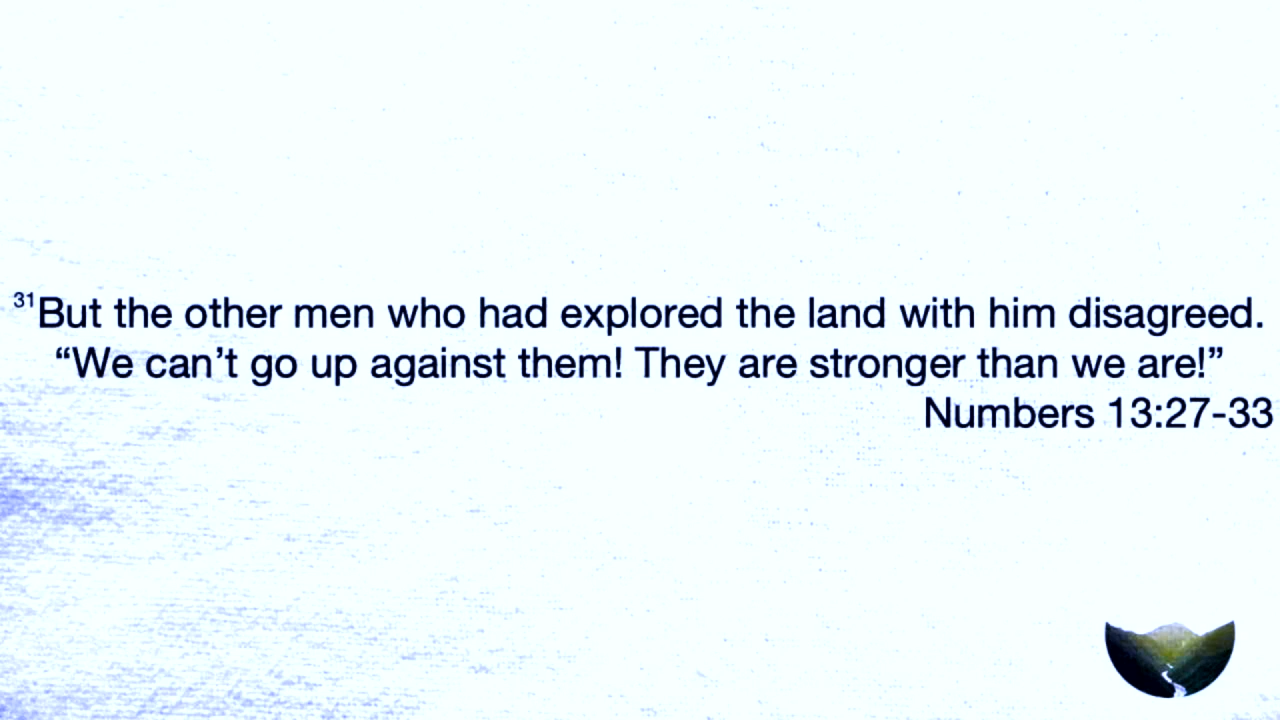 ³¹But the other men who had explored the land with him disagreed.
“We can’t go up against them! They are stronger than we are!”
Numbers 13:27-33